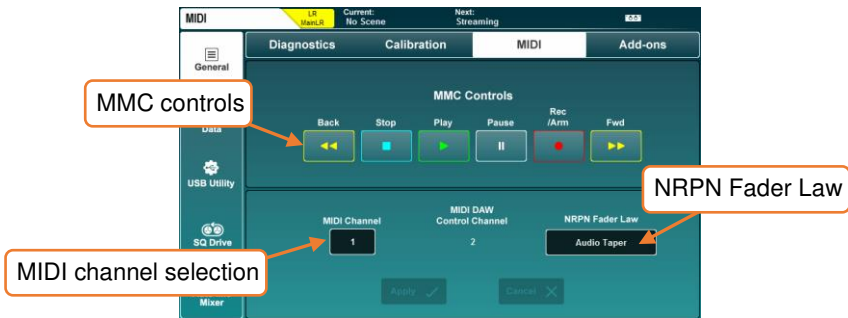 MIDI
LR
MainLR
Current:
No Scene
Next:
Streaming
Diagnostics
Calibration
MIDI
Add-ons
General
MMC controls
Data
MMC Controls
Back
Stop
Play
Pause
Rec
/Arm
Fwd
USB Utility
NRPN Fader Law
MIDI Channel
MIDI DAW
Control Channel
NRPN Fader Law
SQ Drive
1
2
Audio Taper
MIDI channel selection
Apply
Cancel
Mixer